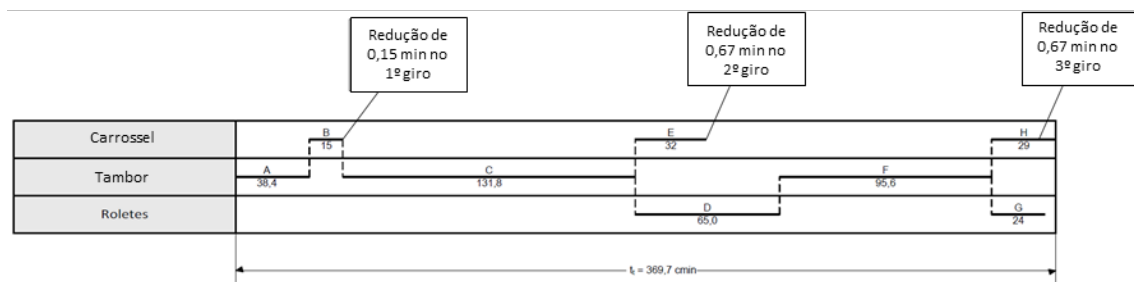 Redução de
0,15 min no
1º giro
Redução de
0,67 min no
2º giro
Redução de
0,67 min no
3º giro
Carrossel
B
15
E
32
H
29
Tambor
A
38,4
C
131,8
F
95,6
Roletes
D
65,0
G
24
tc = 369,7 cmin